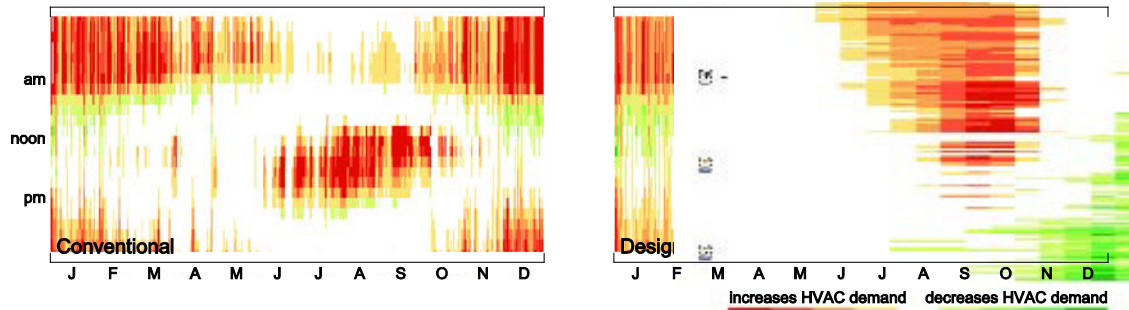 am
noon
pm
Conventional
J F M A M J J A S O N D
Desig
J F M A M J J A S O N D
increases HVAC demand decreases HVAC demand